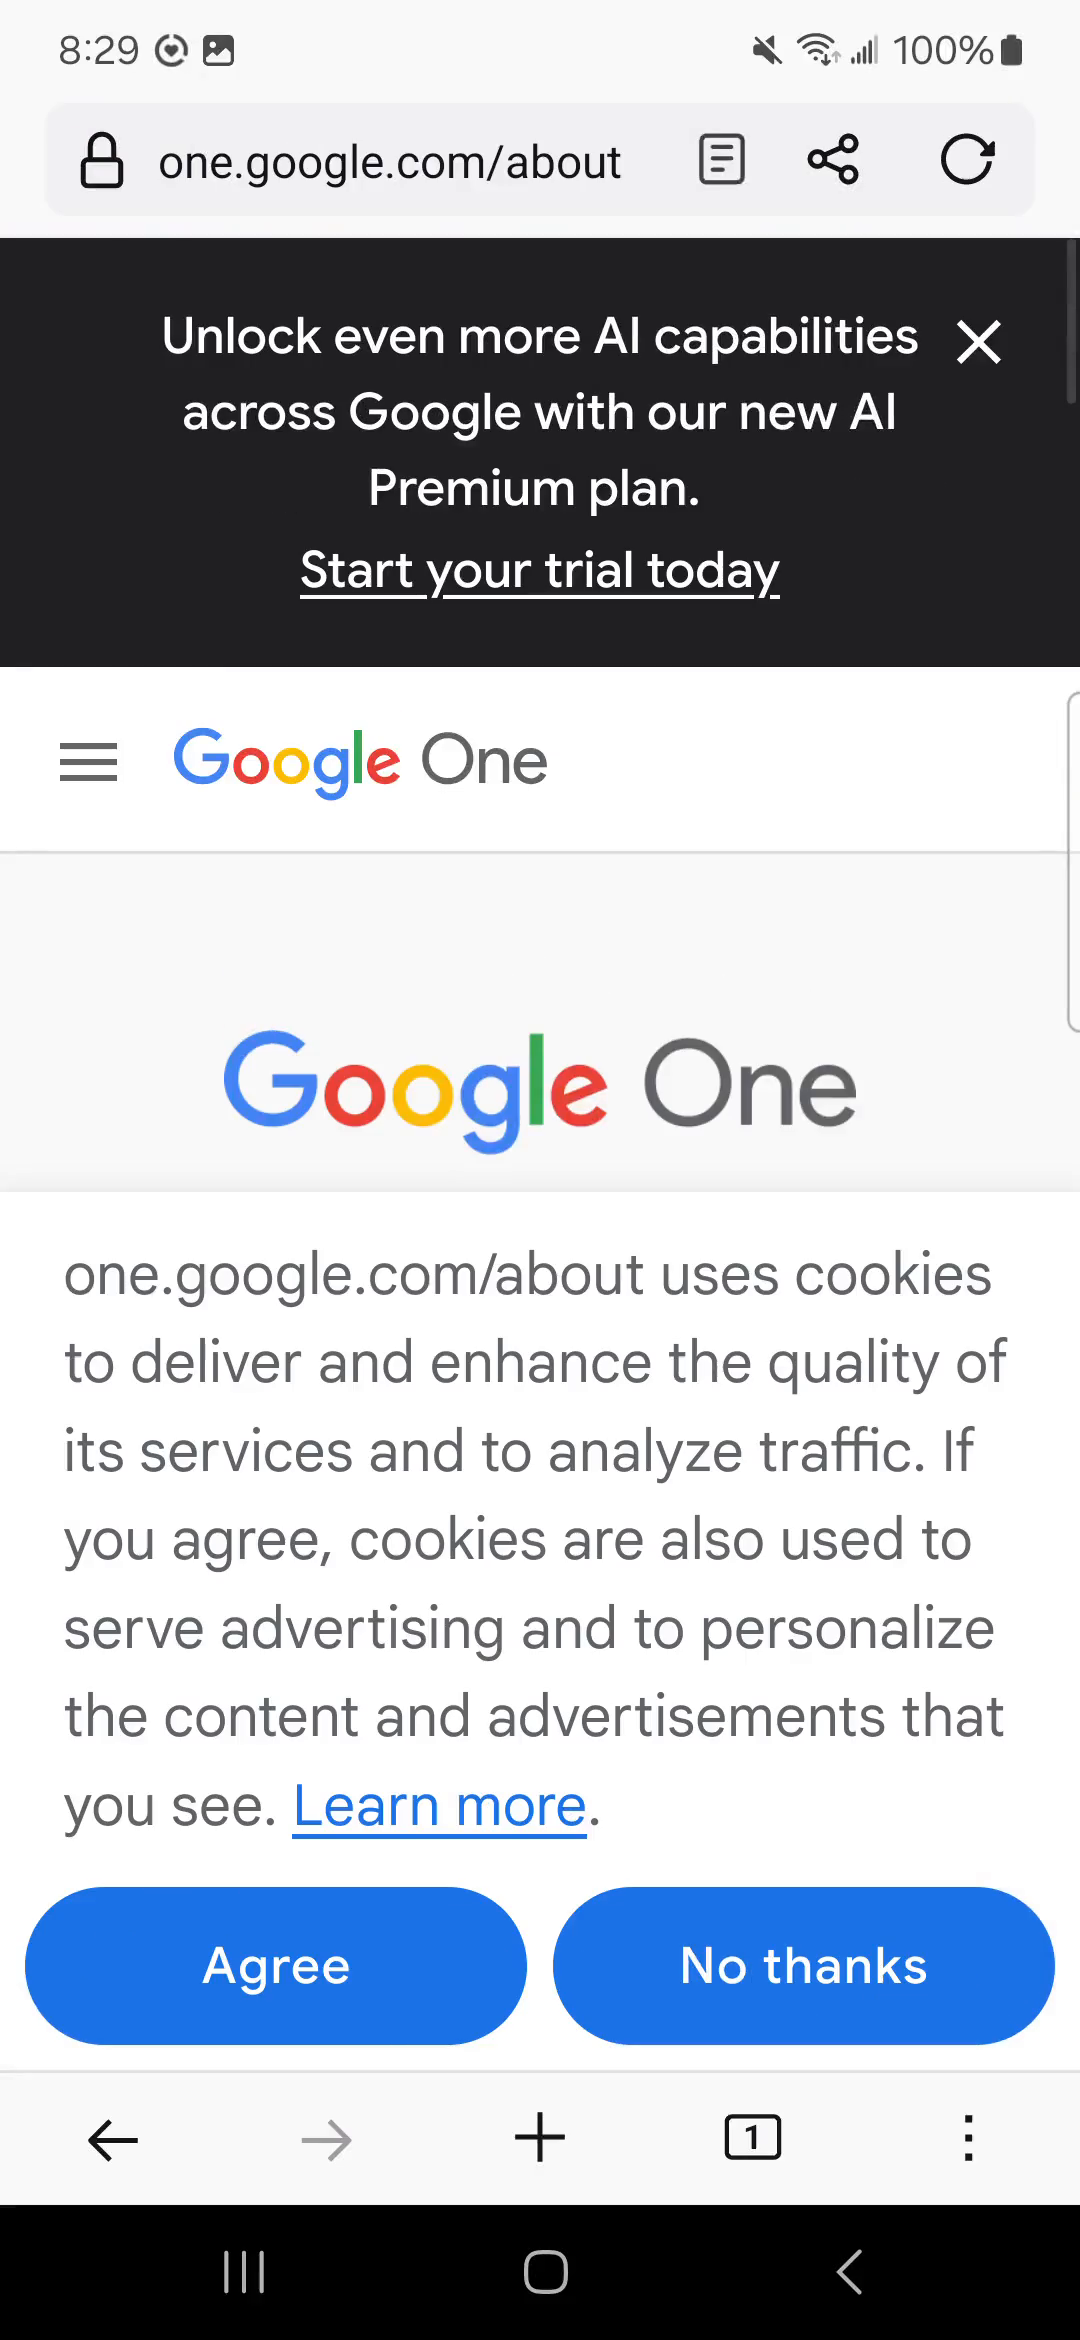 8:29
100%
one.google.com/about
Unlock even more AI capabilities
across Google with our new AI
Premium plan.
Start your trial today
Google One
Google One
one.google.com/about uses cookies
to deliver and enhance the quality of
its services and to analyze traffic. If
you agree, cookies are also used to
serve advertising and to personalize
the content and advertisements that
you see. Learn more.
Agree
No thanks
1